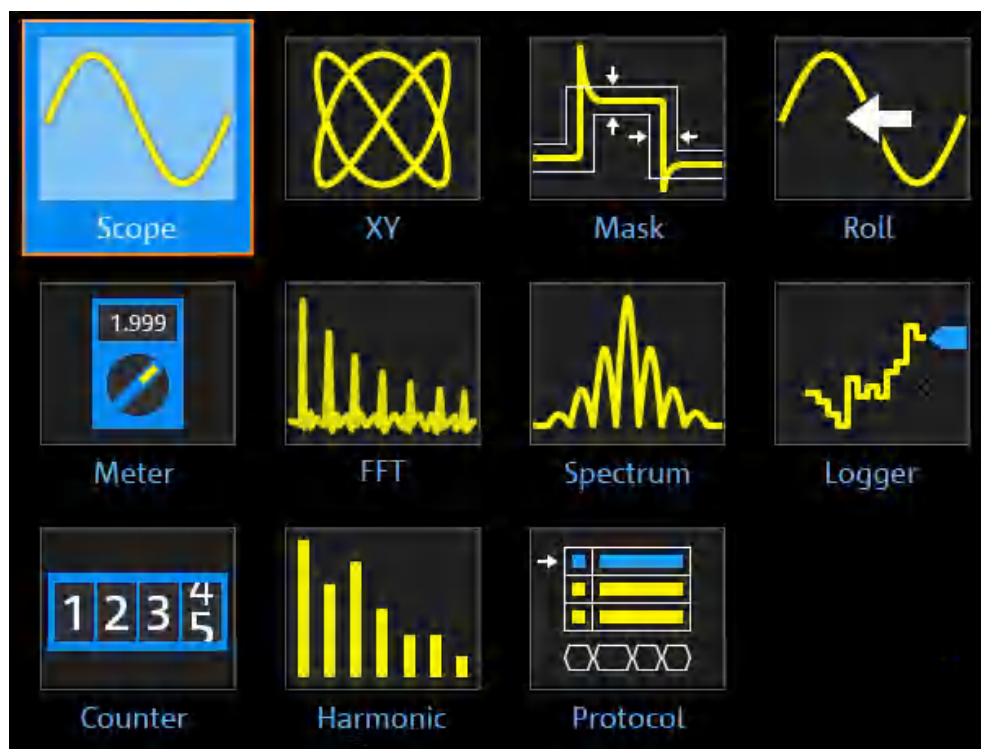 Scope
XY
Mask
Roll
1.999
Meter
FFT
Spectrum
Logger
1 2 3 4
5
Counter
Harmonic
Protocol